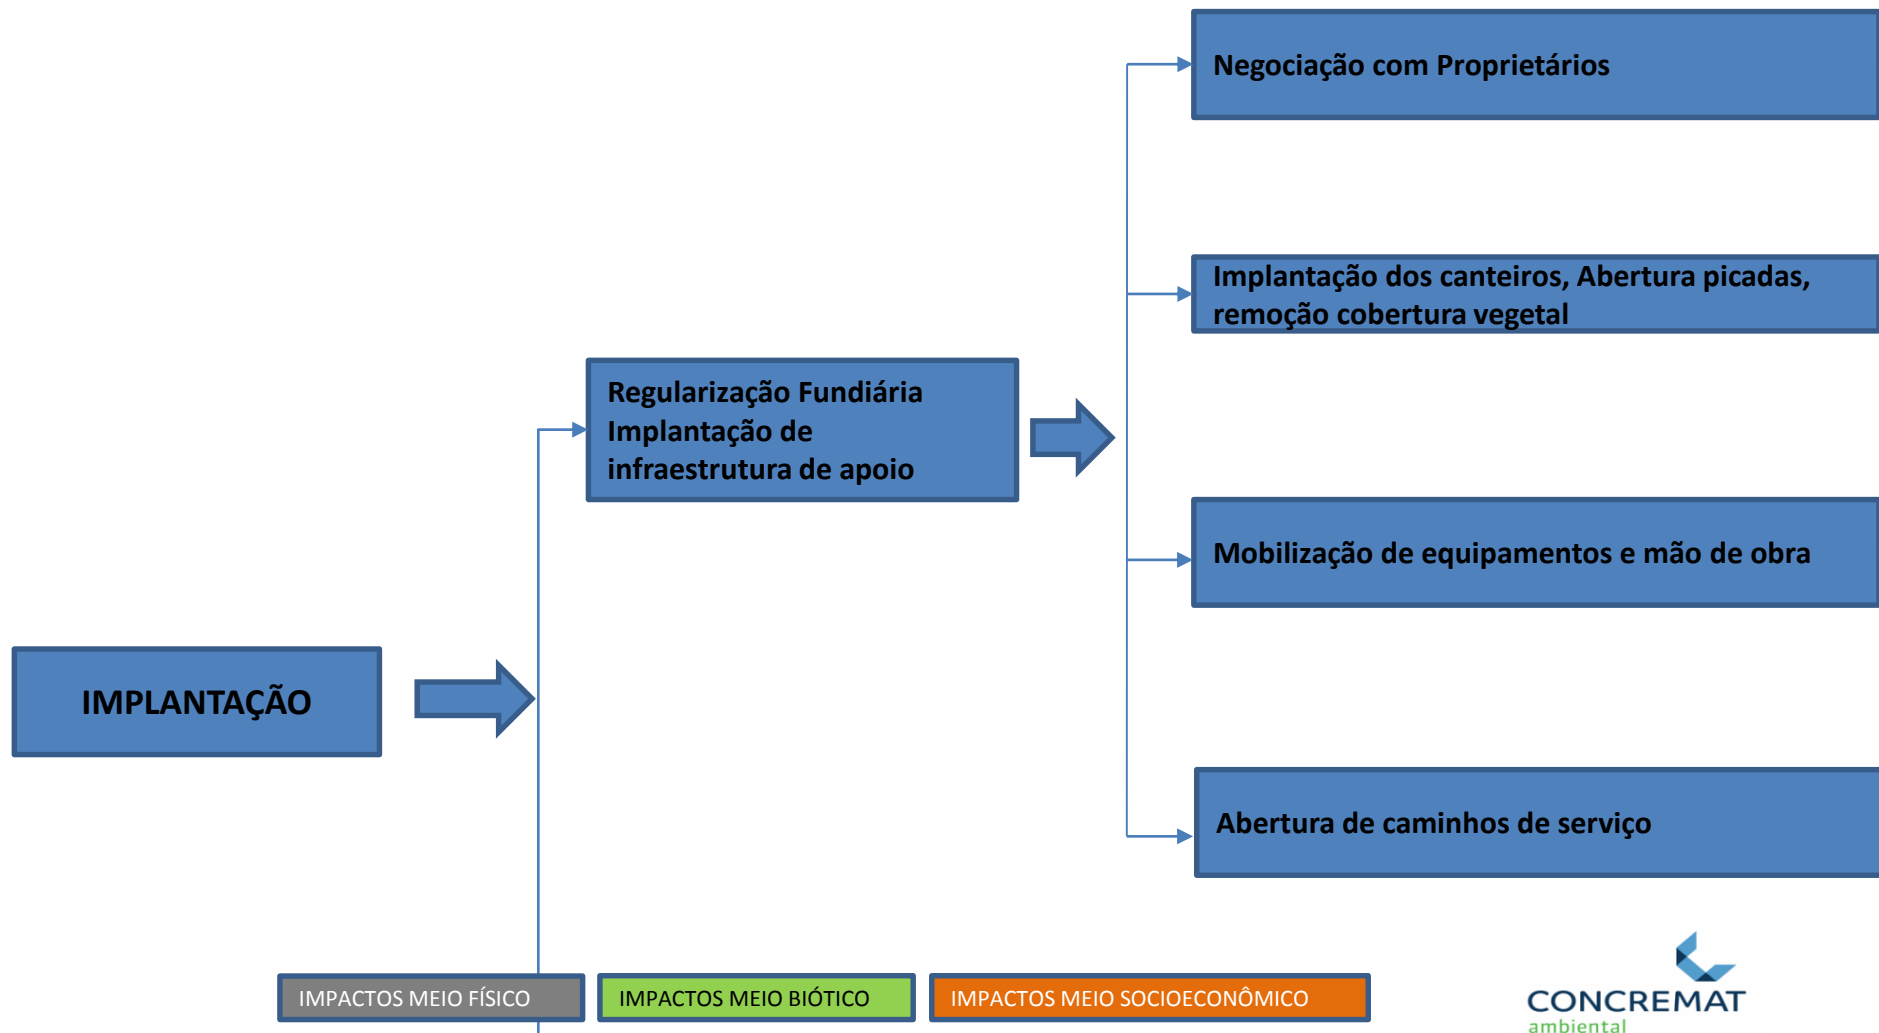 Negociação com Proprietários
Implantação dos canteiros, Abertura picadas,
remoção cobertura vegetal
Regularização Fundiária
Implantação de
infraestrutura de apoio
Mobilização de equipamentos e mão de obra
IMPLANTAÇÃO
Abertura de caminhos de serviço
IMPACTOS MEIO FÍSICO
IMPACTOS MEIO BIÓTICO
IMPACTOS MEIO SOCIOECONÔMICO
CONCREMAT
ambiental